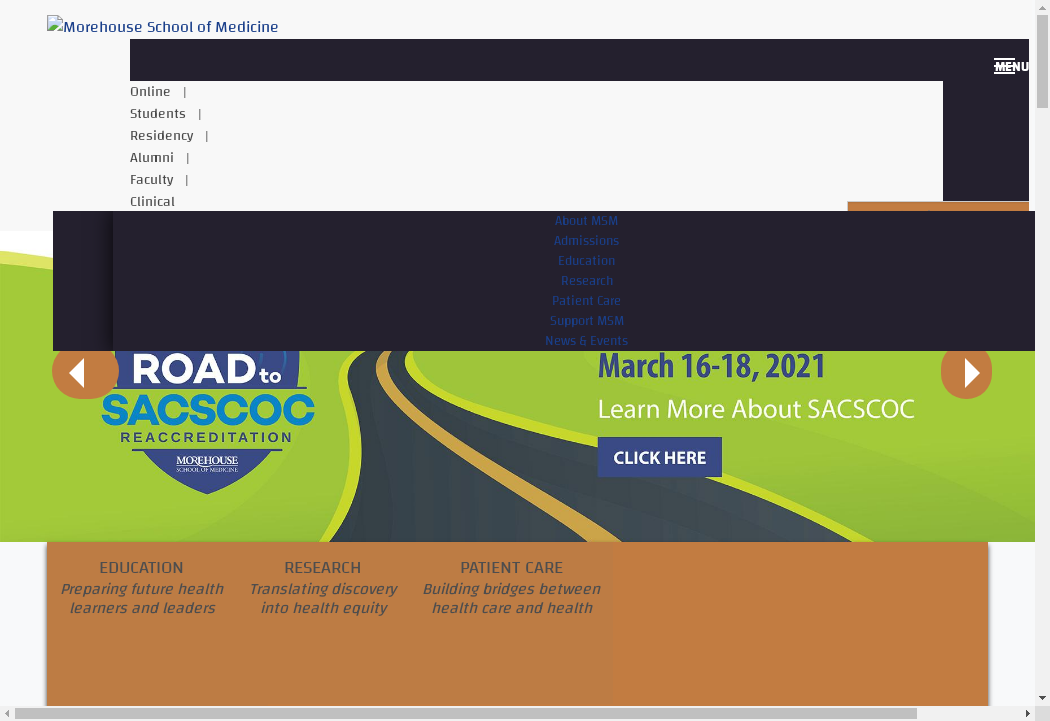 Morehouse School of Medicine
MENU
Online |
Students |
Residency |
Alumni |
Faculty |
Clinical
About MSM
Admissions
Education
Research
Patient Care
Support MSM
News & Events
ROAD to
SACSCOC
REACCREDITATION
MOREHOUSE
SCHOOL OF MEDICINE
March 16-18, 2021
Learn More About SACSCOC
CLICK HERE
EDUCATION
Preparing future health
learners and leaders
RESEARCH
Translating discovery
into health equity
PATIENT CARE
Building bridges between
health care and health